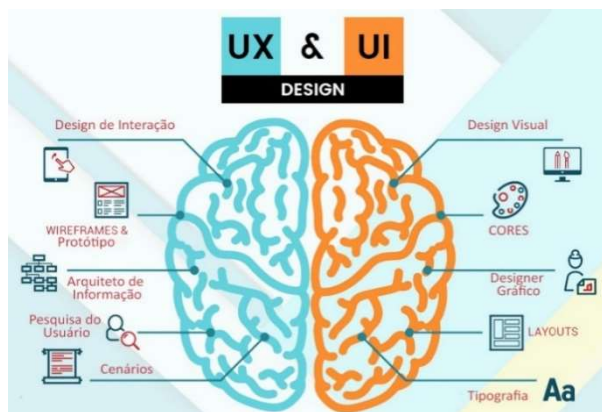 UX & UI
DESIGN
Design de Interação
WIREFRAMES &
Protótipo
Arquiteto de
Informação
Pesquisa do
Usuário
Cenários
Design Visual
CORES
Designer
Gráfico
LAYOUTS
Tipografia Aa